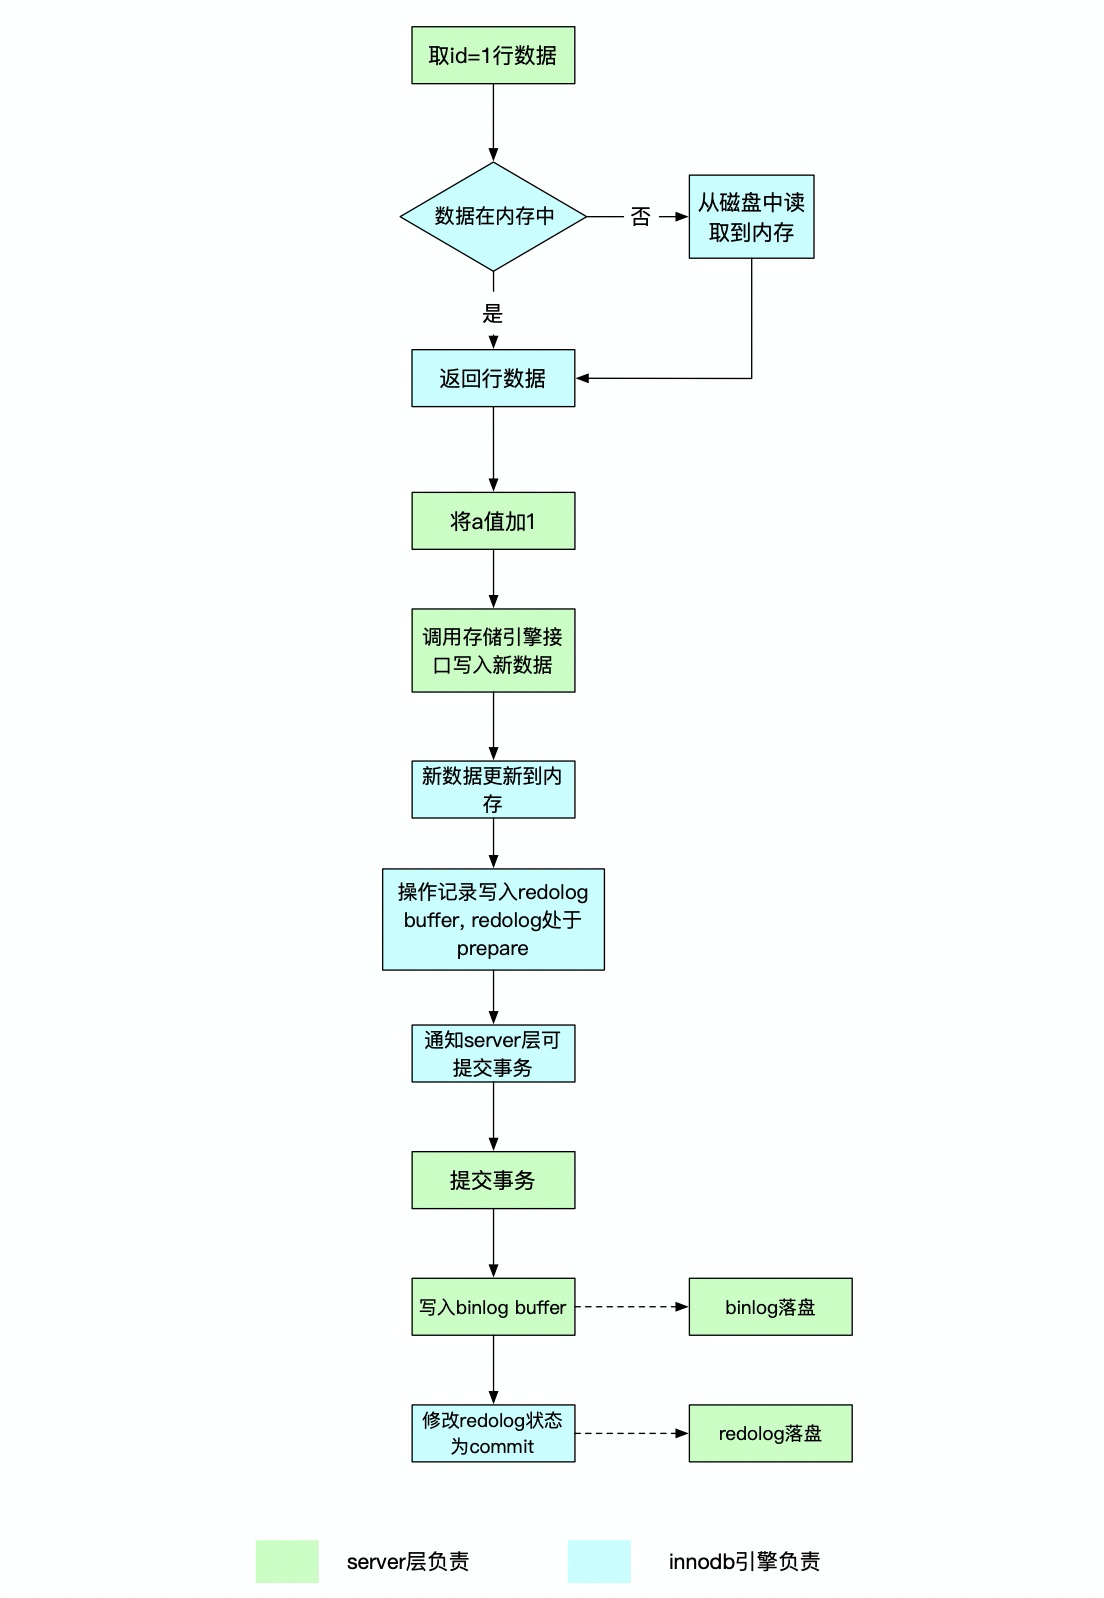 取id=1行数据
数据在内存中
否
从磁盘中读
取到内存
是
返回行数据
将a值加1
调用存储引擎接
口写入新数据
新数据更新到内
存
操作记录写入redolog
buffer, redolog处于
prepare
通知server层可
提交事务
提交事务
写入binlog buffer
binlog落盘
修改redolog状态
为commit
redolog落盘
server层负责
innodb引擎负责